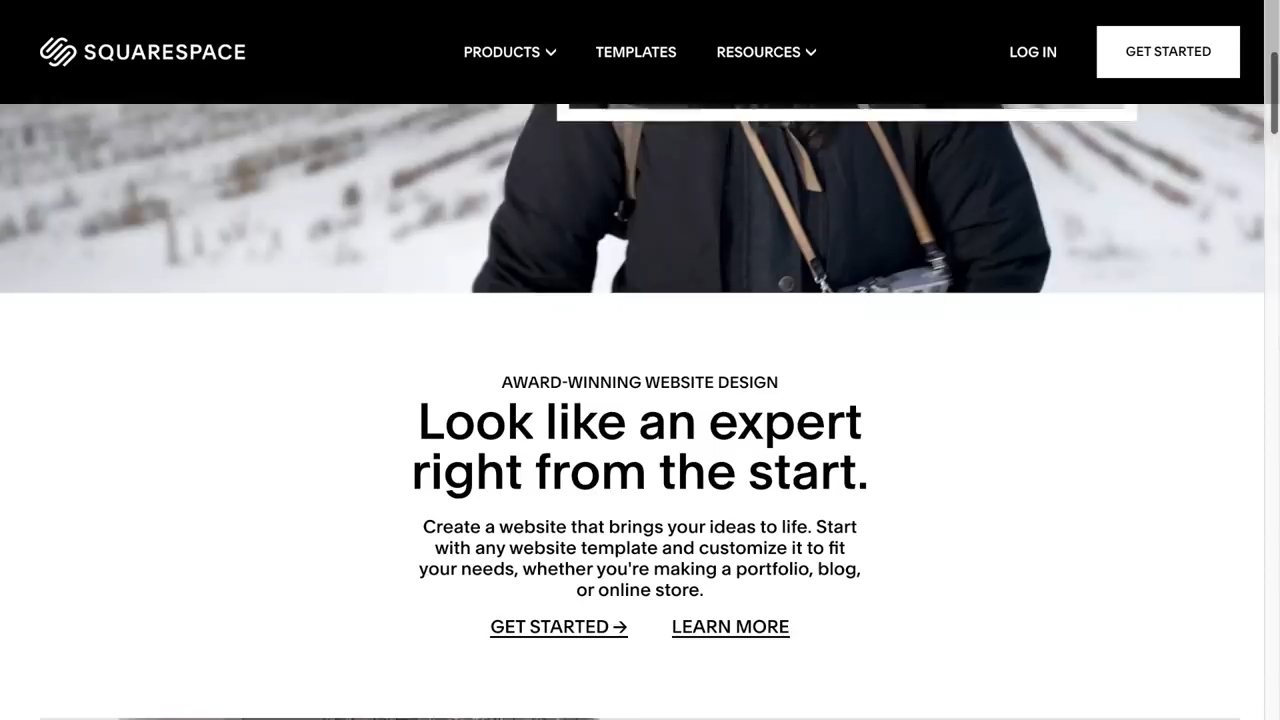 SQUARESPACE
PRODUCTS
TEMPLATES
RESOURCES
LOG IN
GET STARTED
AWARD-WINNING WEBSITE DESIGN
Look like an expert
right from the start.
Create a website that brings your ideas to life. Start
with any website template and customize it to fit
your needs, whether you're making a portfolio, blog,
or online store.
GET STARTED →
LEARN MORE